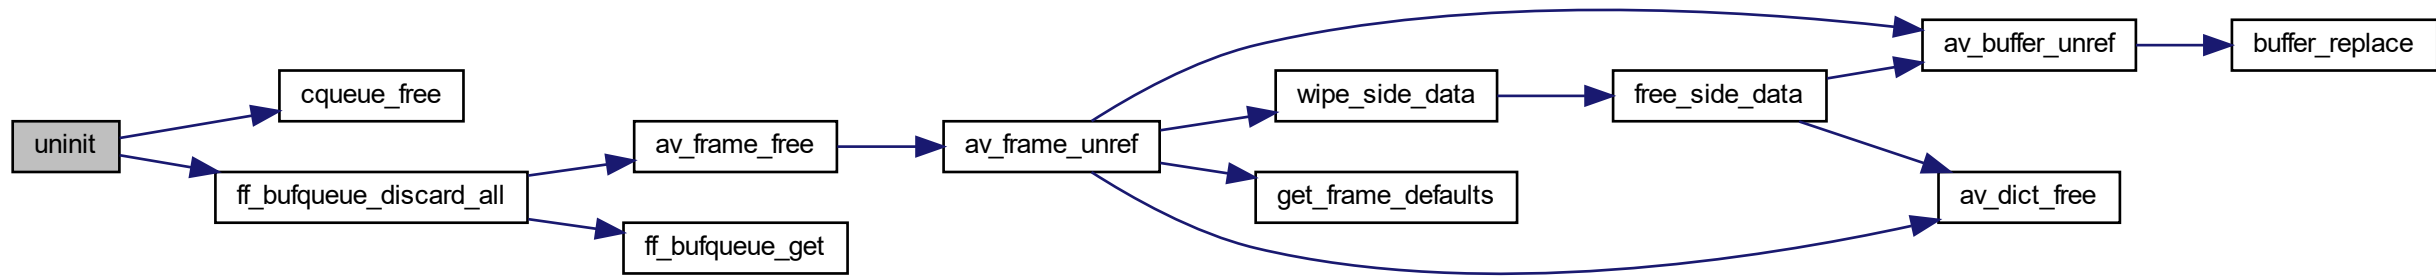 uninit
cqueue_free
ff_bufqueue_discard_all
av_frame_free
ff_bufqueue_get
av_frame_unref
wipe_side_data
get_frame_defaults
free_side_data
av_buffer_unref
av_dict_free
buffer_replace